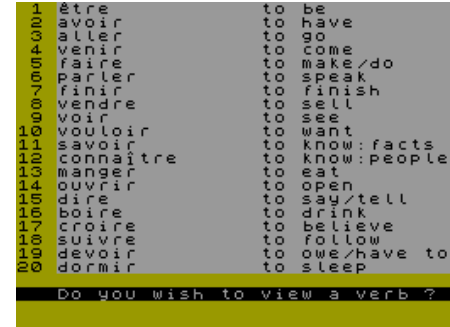 1 être to be
2 avoir to have
3 aller to go
4 venir to come
5 faire to make/do
6 parler to speak
7 finir to finish
8 vendre to sell
9 voir to see
10 vouloir to want
11 savoir to know:facts
12 connaître to know:people
13 manger to eat
14 ouvrir to open
15 dire to say/tell
16 boire to drink
17 croire to believe
18 suivre to follow
19 devoir to owe/have to
20 dormir to sleep
Do you wish to view a verb ?